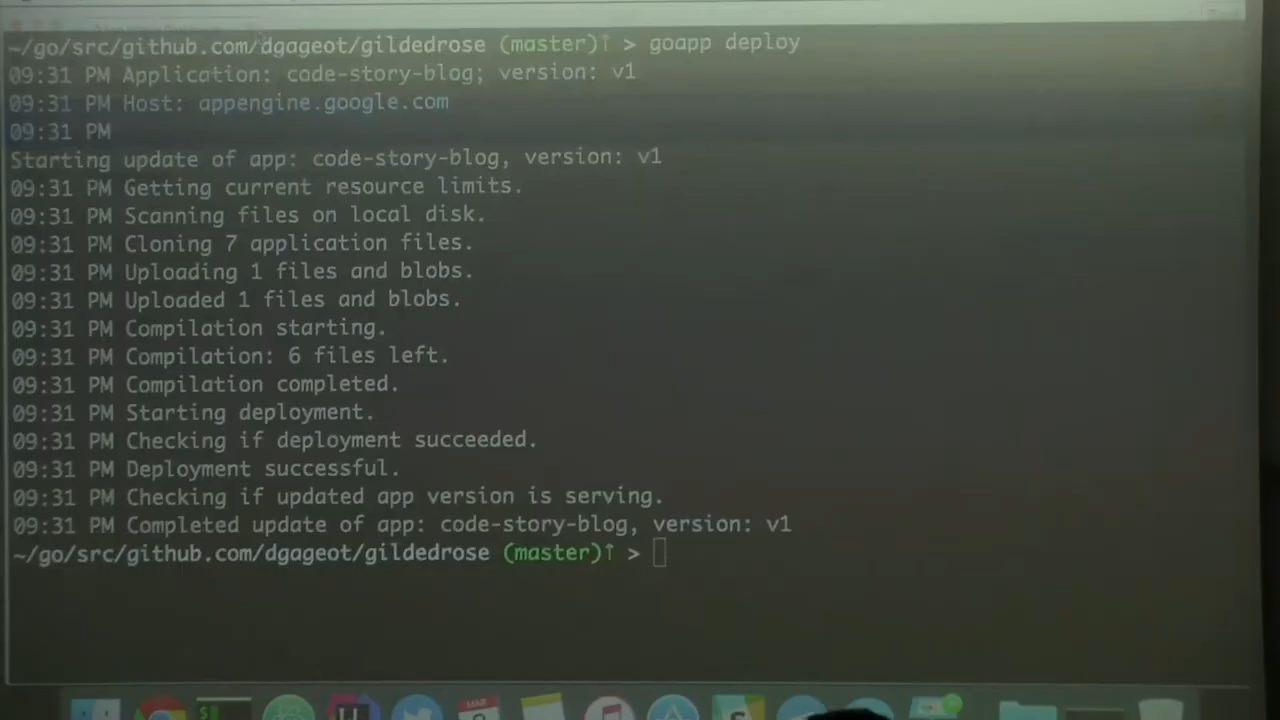 ~/go/src/github.com/dgageot/gildedrose (master)↑ > goapp deploy
09:31 PM Application: code-story-blog; version: v1
09:31 PM Host: appengine.google.com
09:31 PM
Starting update of app: code-story-blog, version: v1
09:31 PM Getting current resource limits.
09:31 PM Scanning files on local disk.
09:31 PM Cloning 7 application files.
09:31 PM Uploading 1 files and blobs.
09:31 PM Uploaded 1 files and blobs.
09:31 PM Compilation starting.
09:31 PM Compilation: 6 files left.
09:31 PM Compilation completed.
09:31 PM Starting deployment.
09:31 PM Checking if deployment succeeded.
09:31 PM Deployment successful.
09:31 PM Checking if updated app version is serving.
09:31 PM Completed update of app: code-story-blog, version: v1
~/go/src/github.com/dgageot/gildedrose (master)↑ >
MAR